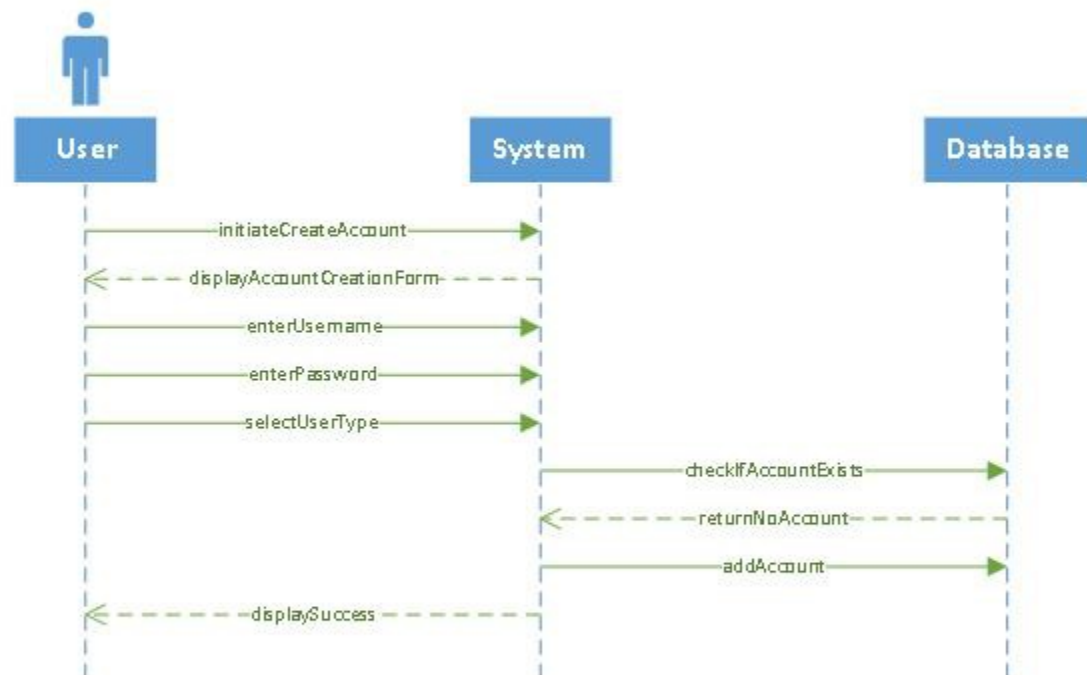 User
System
Database
initiateCreateAccount
displayAccountCreationForm
enterUsername
enterPassword
selectUserType
checkIfAccountExists
returnNoAccount
addAccount
displaySuccess